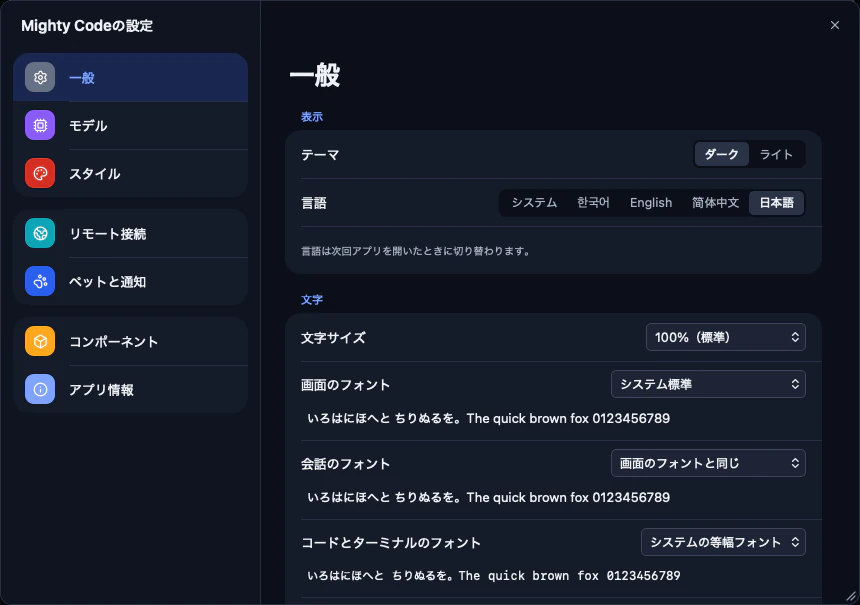 Mighty Codeの設定
一般
モデル
スタイル
リモート接続
ペットと通知
コンポーネント
アプリ情報
一般
表示
テーマ
ダーク ライト
言語
システム 한국어 English 简体中文 日本語
言語は次回アプリを開いたときに切り替わります。
文字
文字サイズ
100%（標準）
画面のフォント
システム標準
いろはにほへと ちりぬるを。The quick brown fox 0123456789
会話のフォント
画面のフォントと同じ
いろはにほへと ちりぬるを。The quick brown fox 0123456789
コードとターミナルのフォント
システムの等幅フォント
いろはにほへと ちりぬるを。The quick brown fox 0123456789